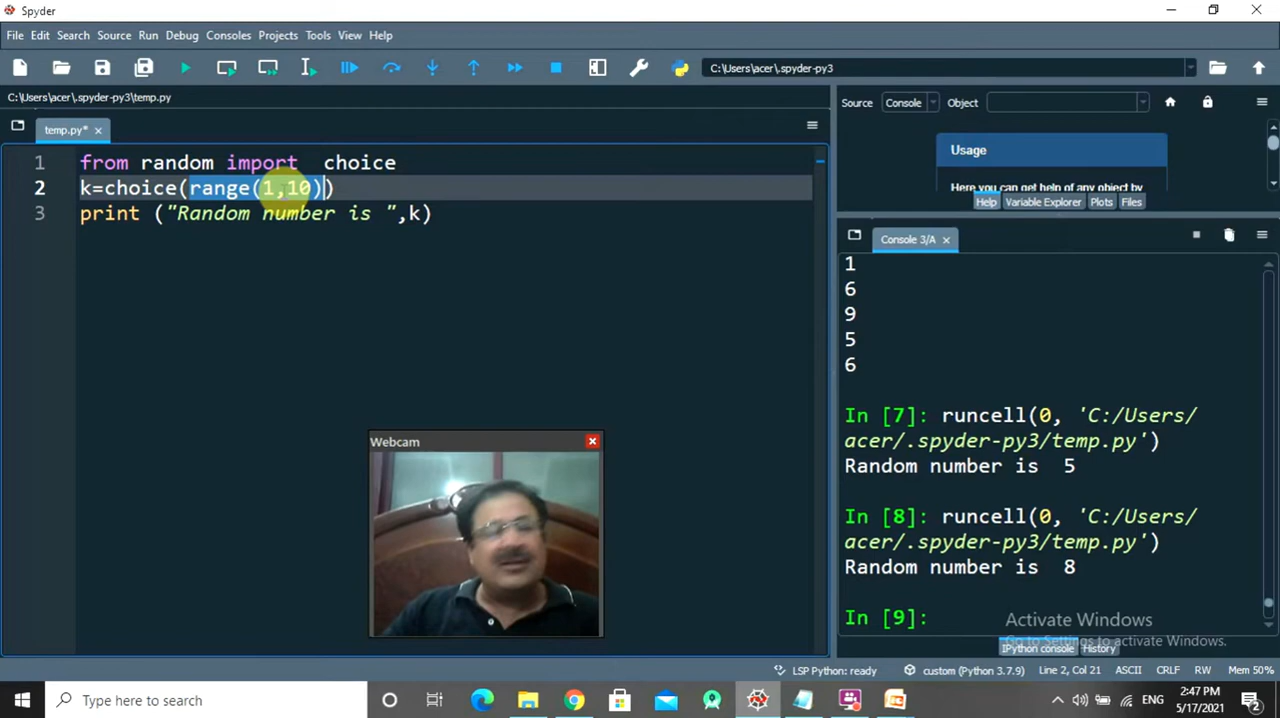 Spyder
File Edit Search Source Run Debug Consoles Projects Tools View Help
C:\Users\acer\.spyder-py3
C:\Users\acer\.spyder-py3\temp.py
Source Console Object
temp.py*
1 from random import  choice
2 k=choice(range(1,10))
3 print ("Random number is ",k)
Usage
Here you can get help of any object by
Help Variable Explorer Plots Files
Console 3/A
1
6
9
5
6
In [7]: runcell(0, 'C:/Users/
acer/.spyder-py3/temp.py')
Random number is  5
In [8]: runcell(0, 'C:/Users/
acer/.spyder-py3/temp.py')
Random number is  8
In [9]:
Activate Windows
Go to Settings to activate Windows.
IPython console History
Webcam
LSP Python: ready custom (Python 3.7.9) Line 2, Col 21 ASCII CRLF RW Mem 50%
Type here to search
ENG
2:47 PM
5/17/2021
2